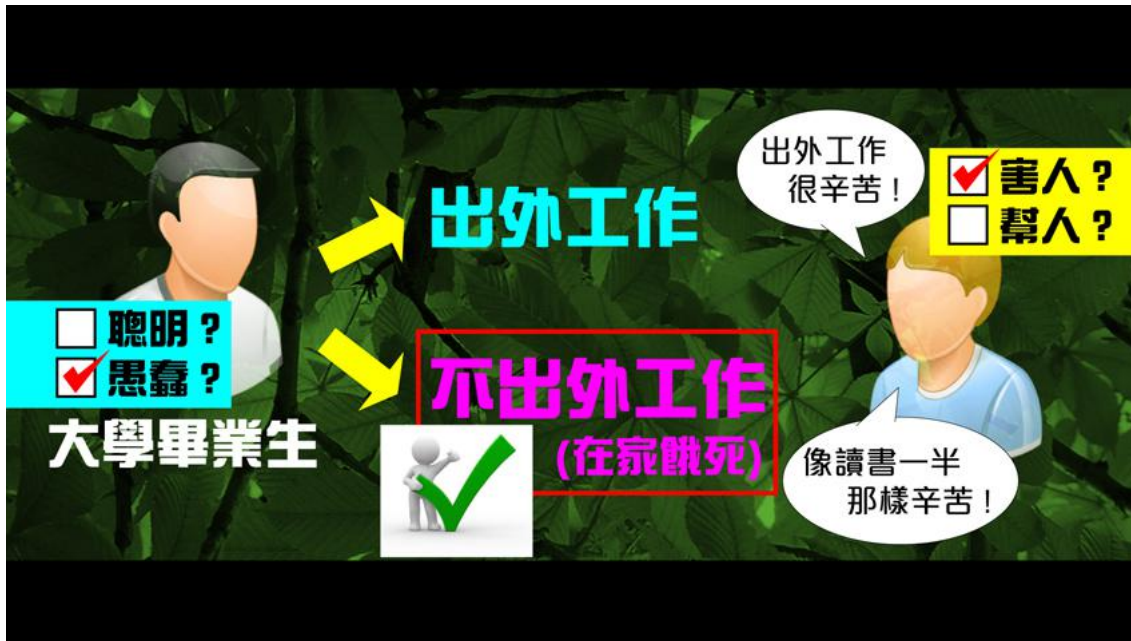 聰明？
愚蠢？
大學畢業生
出外工作
不出外工作
(在家餓死)
出外工作
很辛苦！
害人？
幫人？
像讀書一半
那樣辛苦！